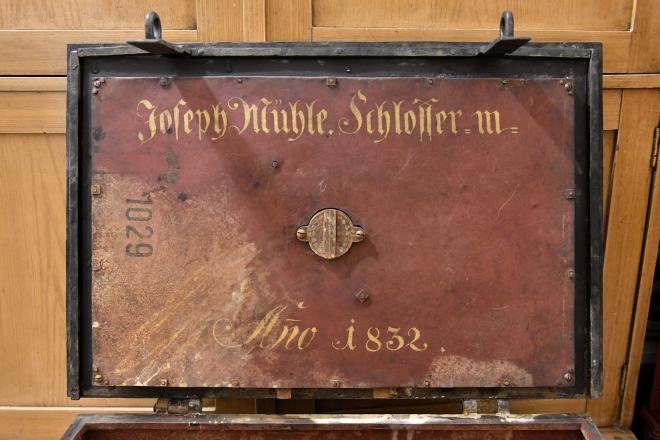 Joseph Mühle. Schlosser=m=
1029
Año 1832.